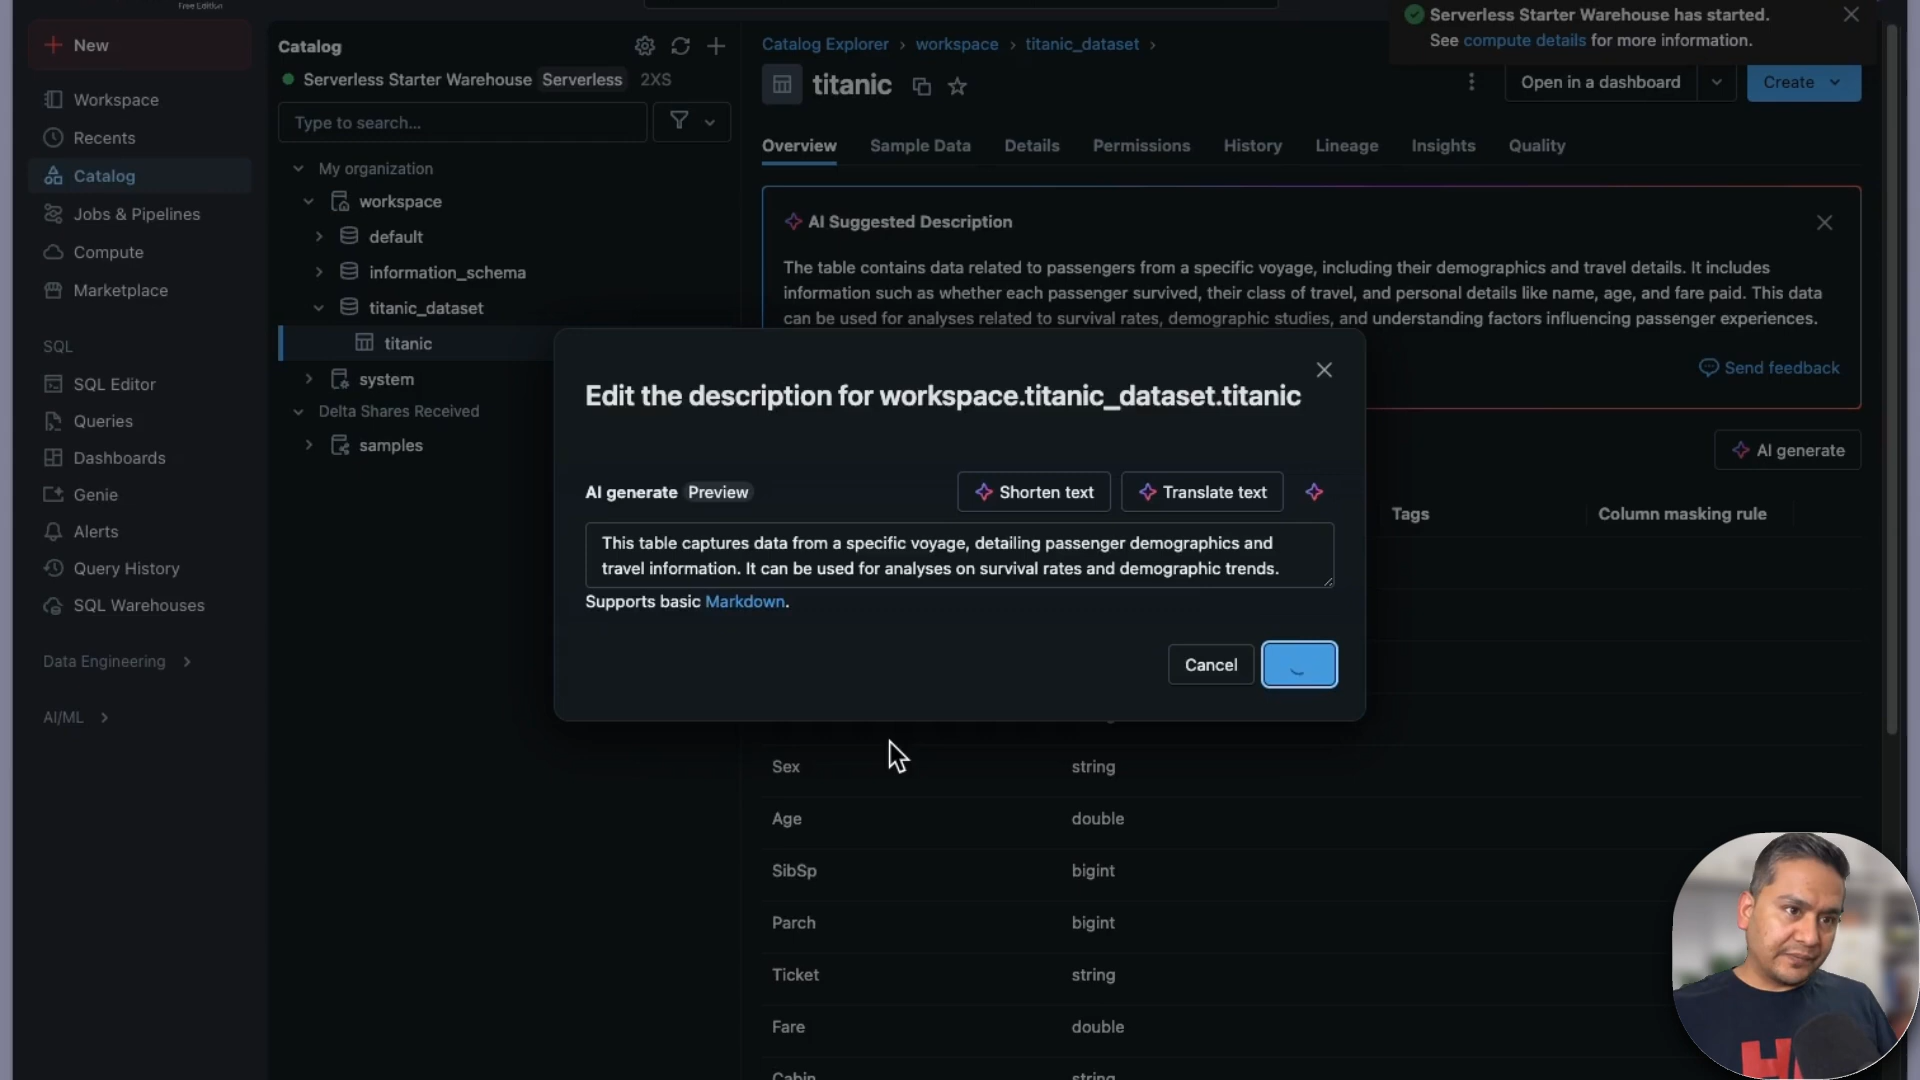 Free Edition
New
Workspace
Recents
Catalog
Jobs & Pipelines
Compute
Marketplace
SQL
SQL Editor
Queries
Dashboards
Genie
Alerts
Query History
SQL Warehouses
Data Engineering
AI/ML
Catalog
Serverless Starter Warehouse Serverless 2XS
Type to search...
My organization
workspace
default
information_schema
titanic_dataset
titanic
system
Delta Shares Received
samples
Catalog Explorer › workspace › titanic_dataset ›
titanic
Serverless Starter Warehouse has started.
See compute details for more information.
Open in a dashboard
Create
Overview Sample Data Details Permissions History Lineage Insights Quality
AI Suggested Description
The table contains data related to passengers from a specific voyage, including their demographics and travel details. It includes
information such as whether each passenger survived, their class of travel, and personal details like name, age, and fare paid. This data
can be used for analyses related to survival rates, demographic studies, and understanding factors influencing passenger experiences.
Send feedback
AI generate
Tags Column masking rule
Edit the description for workspace.titanic_dataset.titanic
AI generate Preview
Shorten text
Translate text
This table captures data from a specific voyage, detailing passenger demographics and
travel information. It can be used for analyses on survival rates and demographic trends.
Supports basic Markdown.
Cancel
Sex string
Age double
SibSp bigint
Parch bigint
Ticket string
Fare double
Cabin string